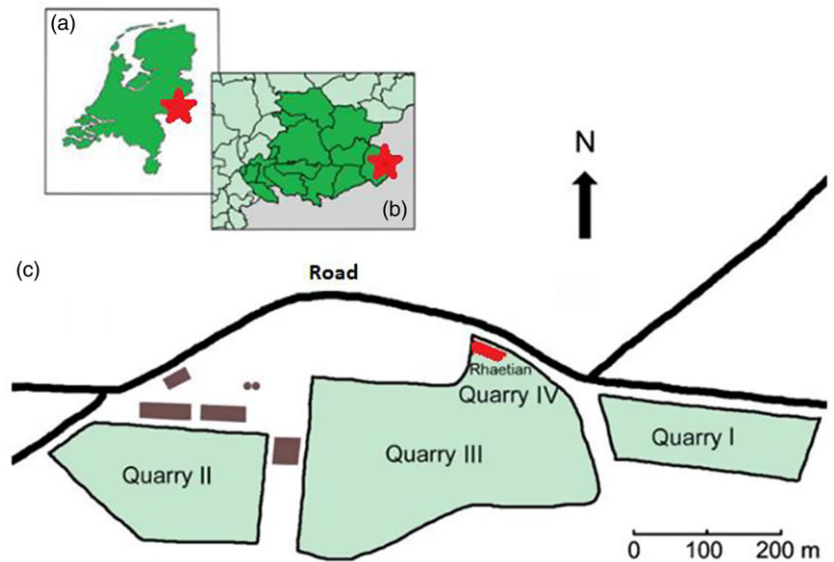 (a)
(b)
N
(c)
Road
Rhaetian
Quarry IV
Quarry I
Quarry III
Quarry II
0 100 200 m